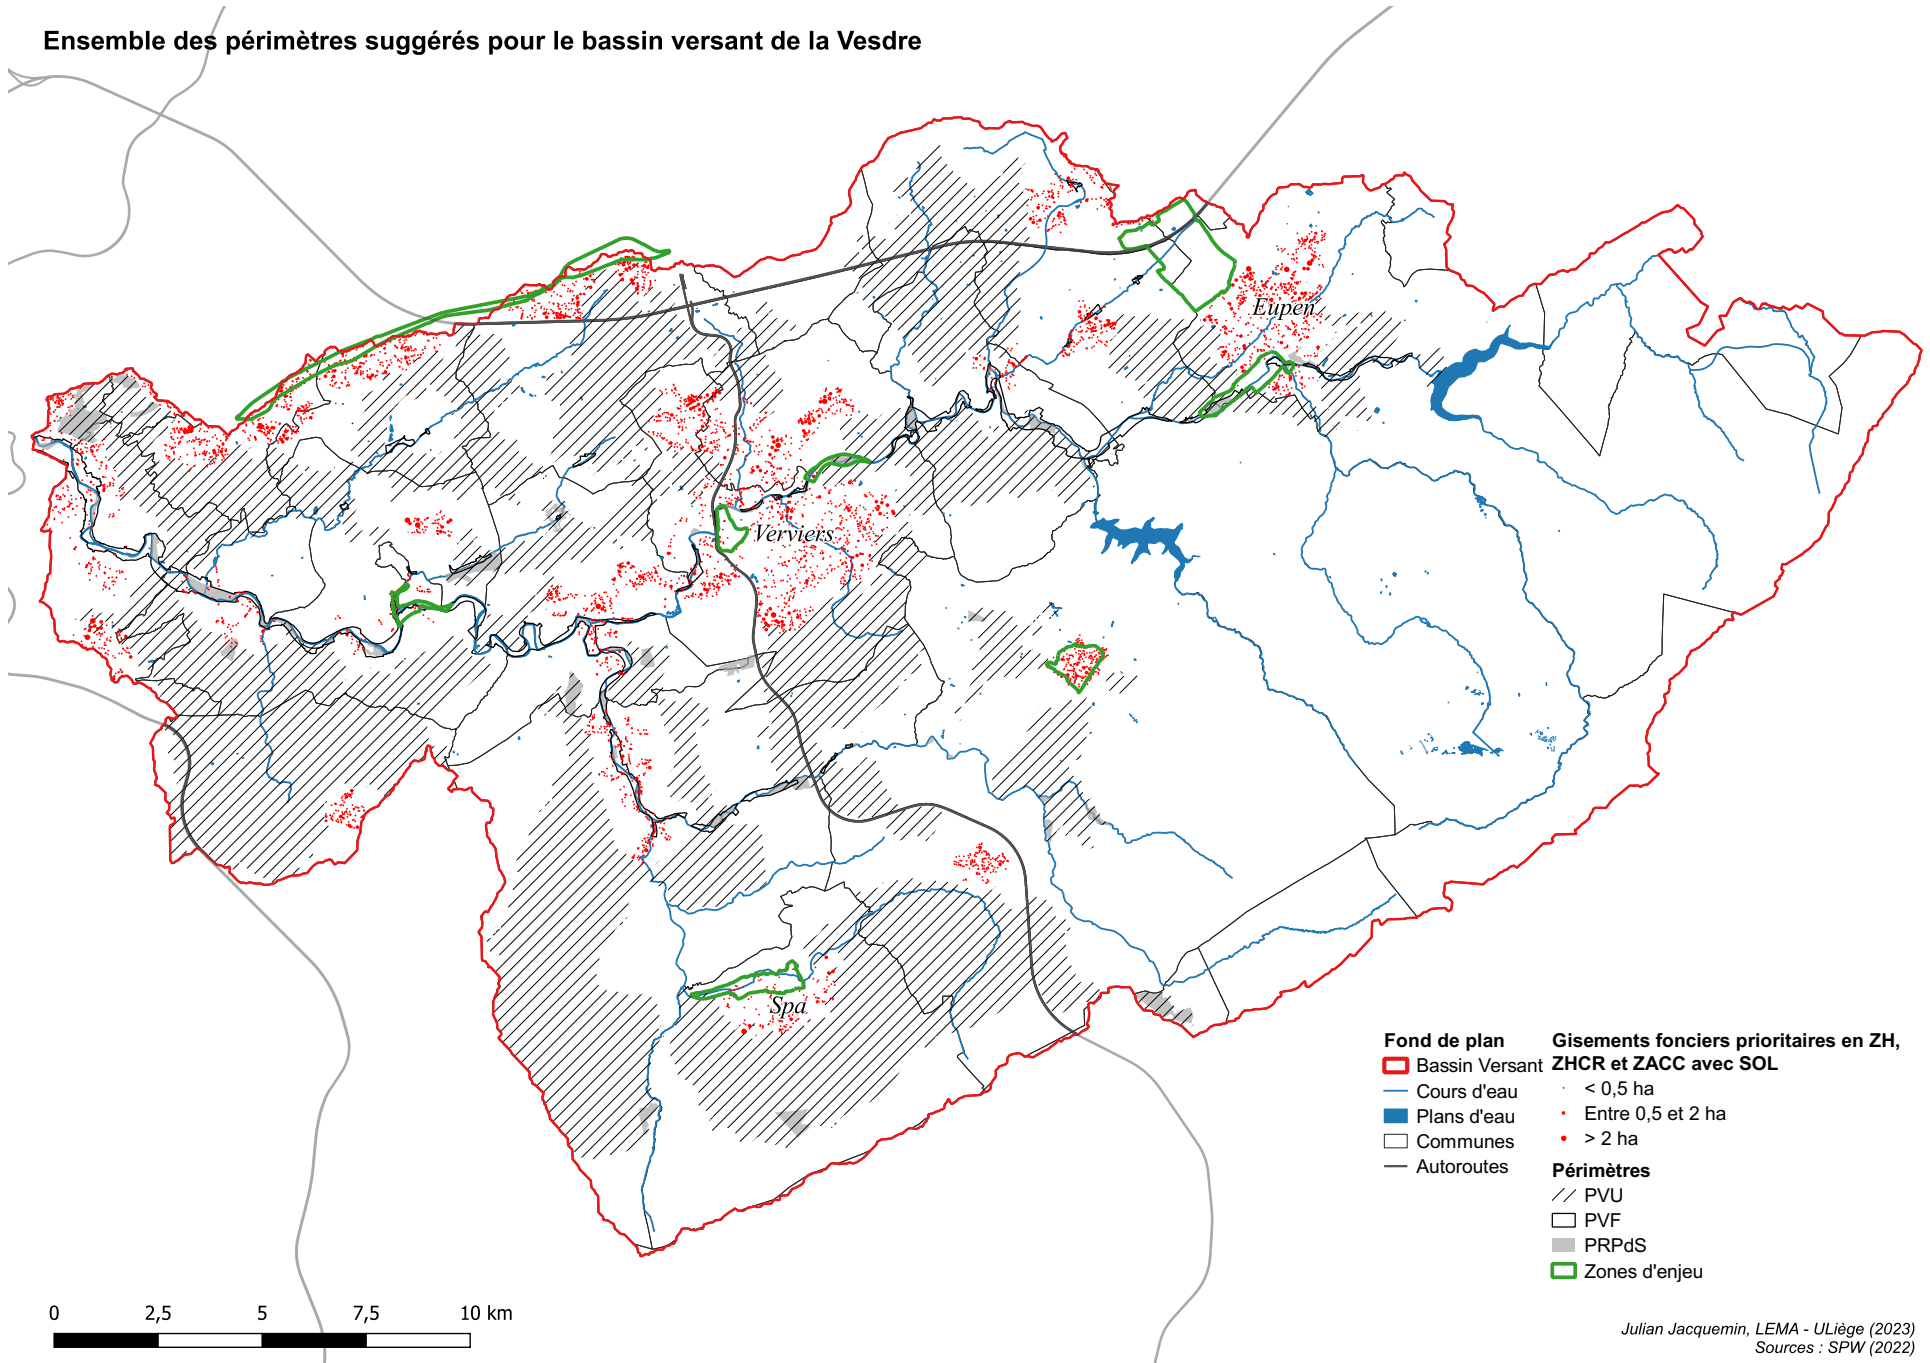 Ensemble des périmètres suggérés pour le bassin versant de la Vesdre
Eupen
Verviers
Spa
Fond de plan
Bassin Versant
Cours d'eau
Plans d'eau
Communes
Autoroutes
Gisements fonciers prioritaires en ZH,
ZHCR et ZACC avec SOL
< 0,5 ha
Entre 0,5 et 2 ha
> 2 ha
Périmètres
PVU
PVF
PRPdS
Zones d'enjeu
0 2,5 5 7,5 10 km
Julian Jacquemin, LEMA - ULiège (2023)
Sources : SPW (2022)